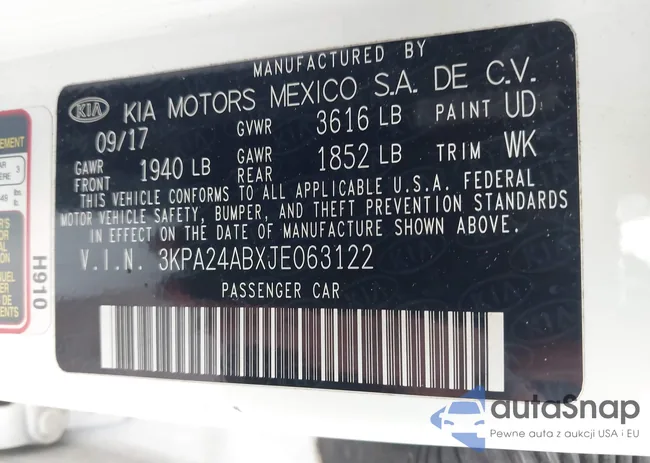 MANUFACTURED BY
KIA KIA MOTORS MEXICO S.A. DE C.V.
09/17 GVWR 3616 LB PAINT UD
GAWR FRONT 1940 LB GAWR REAR 1852 LB TRIM WK
THIS VEHICLE CONFORMS TO ALL APPLICABLE U.S.A. FEDERAL
MOTOR VEHICLE SAFETY, BUMPER, AND THEFT PREVENTION STANDARDS
IN EFFECT ON THE DATE OF MANUFACTURE SHOWN ABOVE.
V.I.N. 3KPA24ABXJE063122
PASSENGER CAR
H910
autoSnap
Pewne auta z aukcji USA i EU